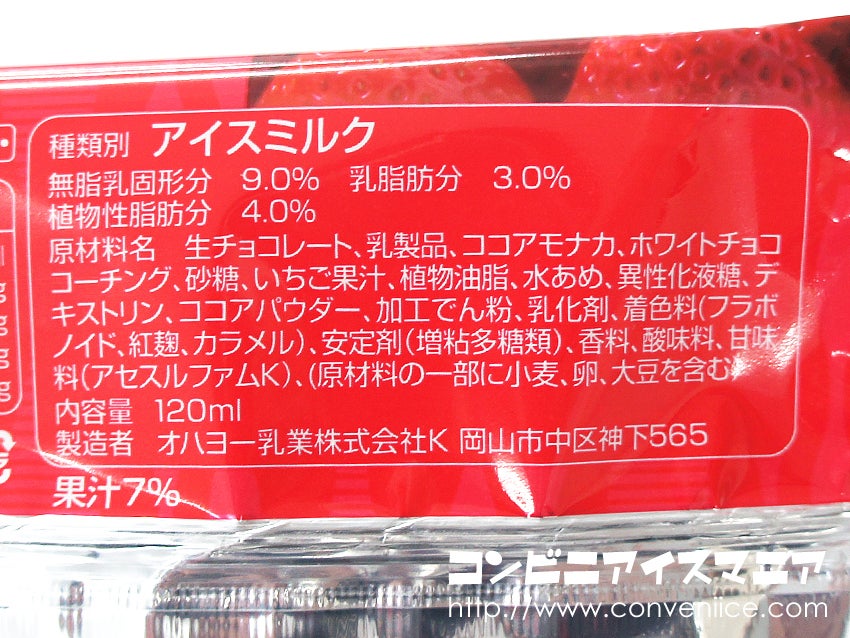 種類別 アイスミルク
無脂乳固形分 9.0% 乳脂肪分 3.0%
植物性脂肪分 4.0%
原材料名 生チョコレート、乳製品、ココアモナカ、ホワイトチョコ
コーチング、砂糖、いちご果汁、植物油脂、水あめ、異性化液糖、デ
キストリン、ココアパウダー、加工でん粉、乳化剤、着色料(フラボ
ノイド、紅麹、カラメル)、安定剤(増粘多糖類)、香料、酸味料、甘味
料(アセスルファムK)、(原材料の一部に小麦、卵、大豆を含む)
内容量 120ml
製造者 オハヨー乳業株式会社K 岡山市中区神下565
果汁7%
コンビニアイスマニア
http://www.conveniice.com